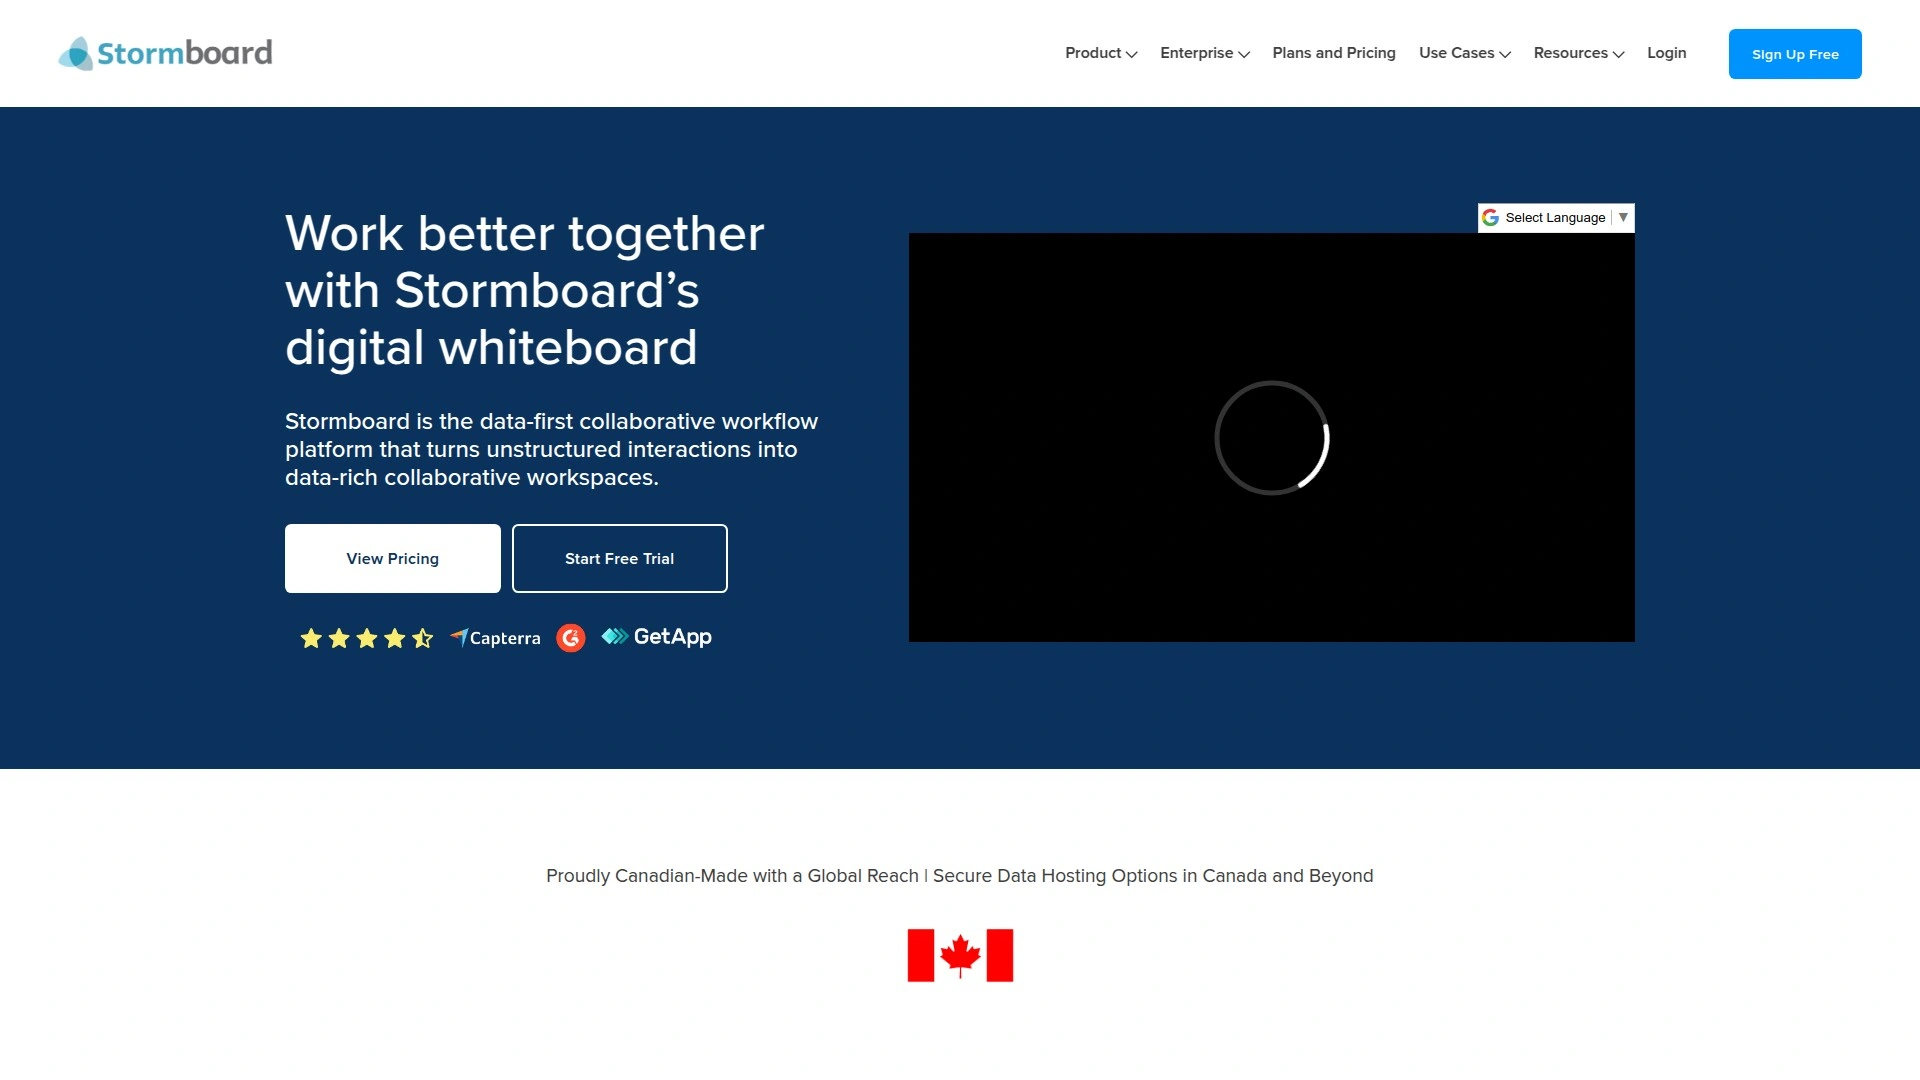 Stormboard
Product
Enterprise
Plans and Pricing
Use Cases
Resources
Login
Sign Up Free
Select Language ▼
Work better together
with Stormboard’s
digital whiteboard
Stormboard is the data-first collaborative workflow
platform that turns unstructured interactions into
data-rich collaborative workspaces.
View Pricing
Start Free Trial
Capterra
G2
GetApp
Proudly Canadian-Made with a Global Reach | Secure Data Hosting Options in Canada and Beyond